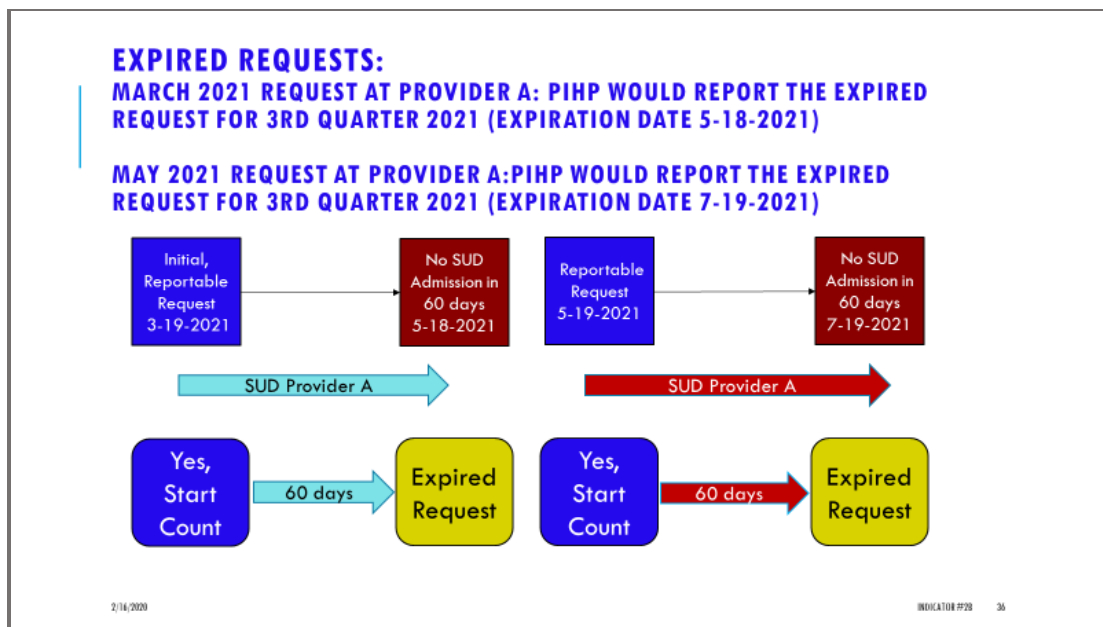 EXPIRED REQUESTS:
MARCH 2021 REQUEST AT PROVIDER A: PIHP WOULD REPORT THE EXPIRED
REQUEST FOR 3RD QUARTER 2021 (EXPIRATION DATE 5-18-2021)
MAY 2021 REQUEST AT PROVIDER A:PIHP WOULD REPORT THE EXPIRED
REQUEST FOR 3RD QUARTER 2021 (EXPIRATION DATE 7-19-2021)
Initial,
Reportable
Request
3-19-2021
No SUD
Admission in
60 days
5-18-2021
Reportable
Request
5-19-2021
No SUD
Admission in
60 days
7-19-2021
SUD Provider A
SUD Provider A
Yes,
Start
Count
60 days
Expired
Request
Yes,
Start
Count
60 days
Expired
Request
2/16/2020
INDICATOR #2B
36